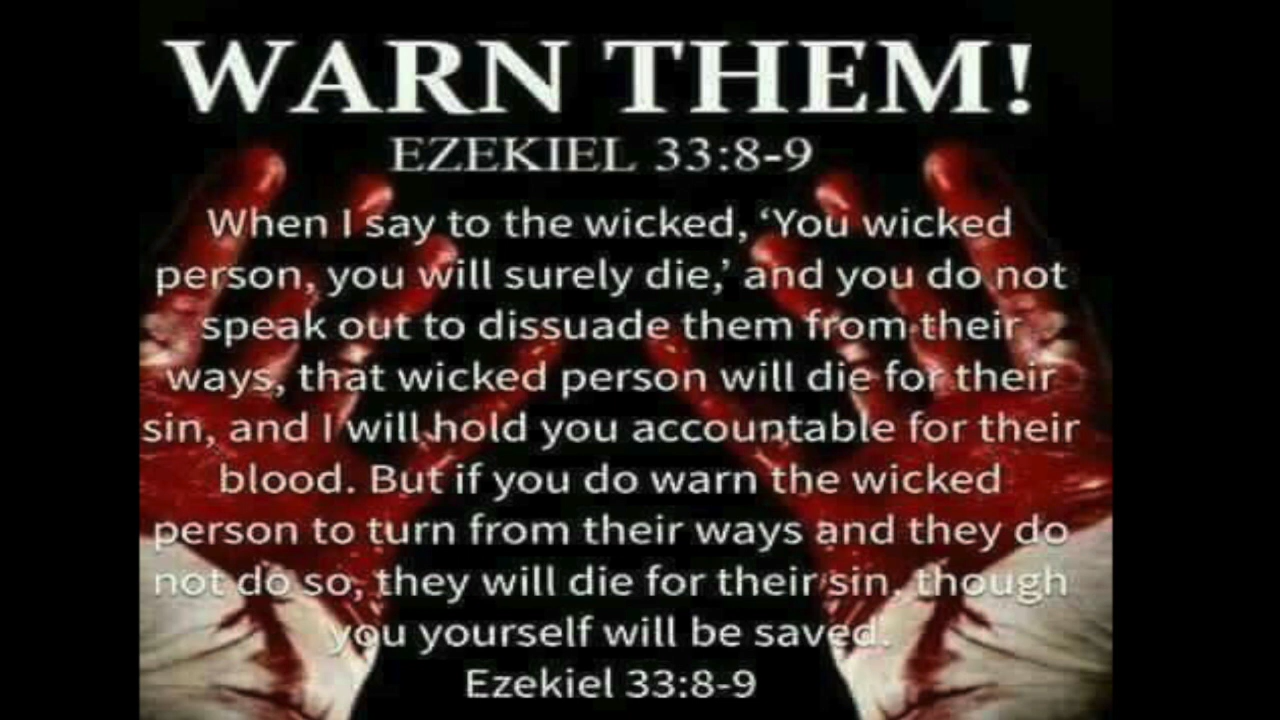 WARN THEM!
EZEKIEL 33:8-9
When I say to the wicked, ‘You wicked
person, you will surely die,’ and you do not
speak out to dissuade them from their
ways, that wicked person will die for their
sin, and I will hold you accountable for their
blood. But if you do warn the wicked
person to turn from their ways and they do
not do so, they will die for their sin, though
you yourself will be saved.
Ezekiel 33:8-9